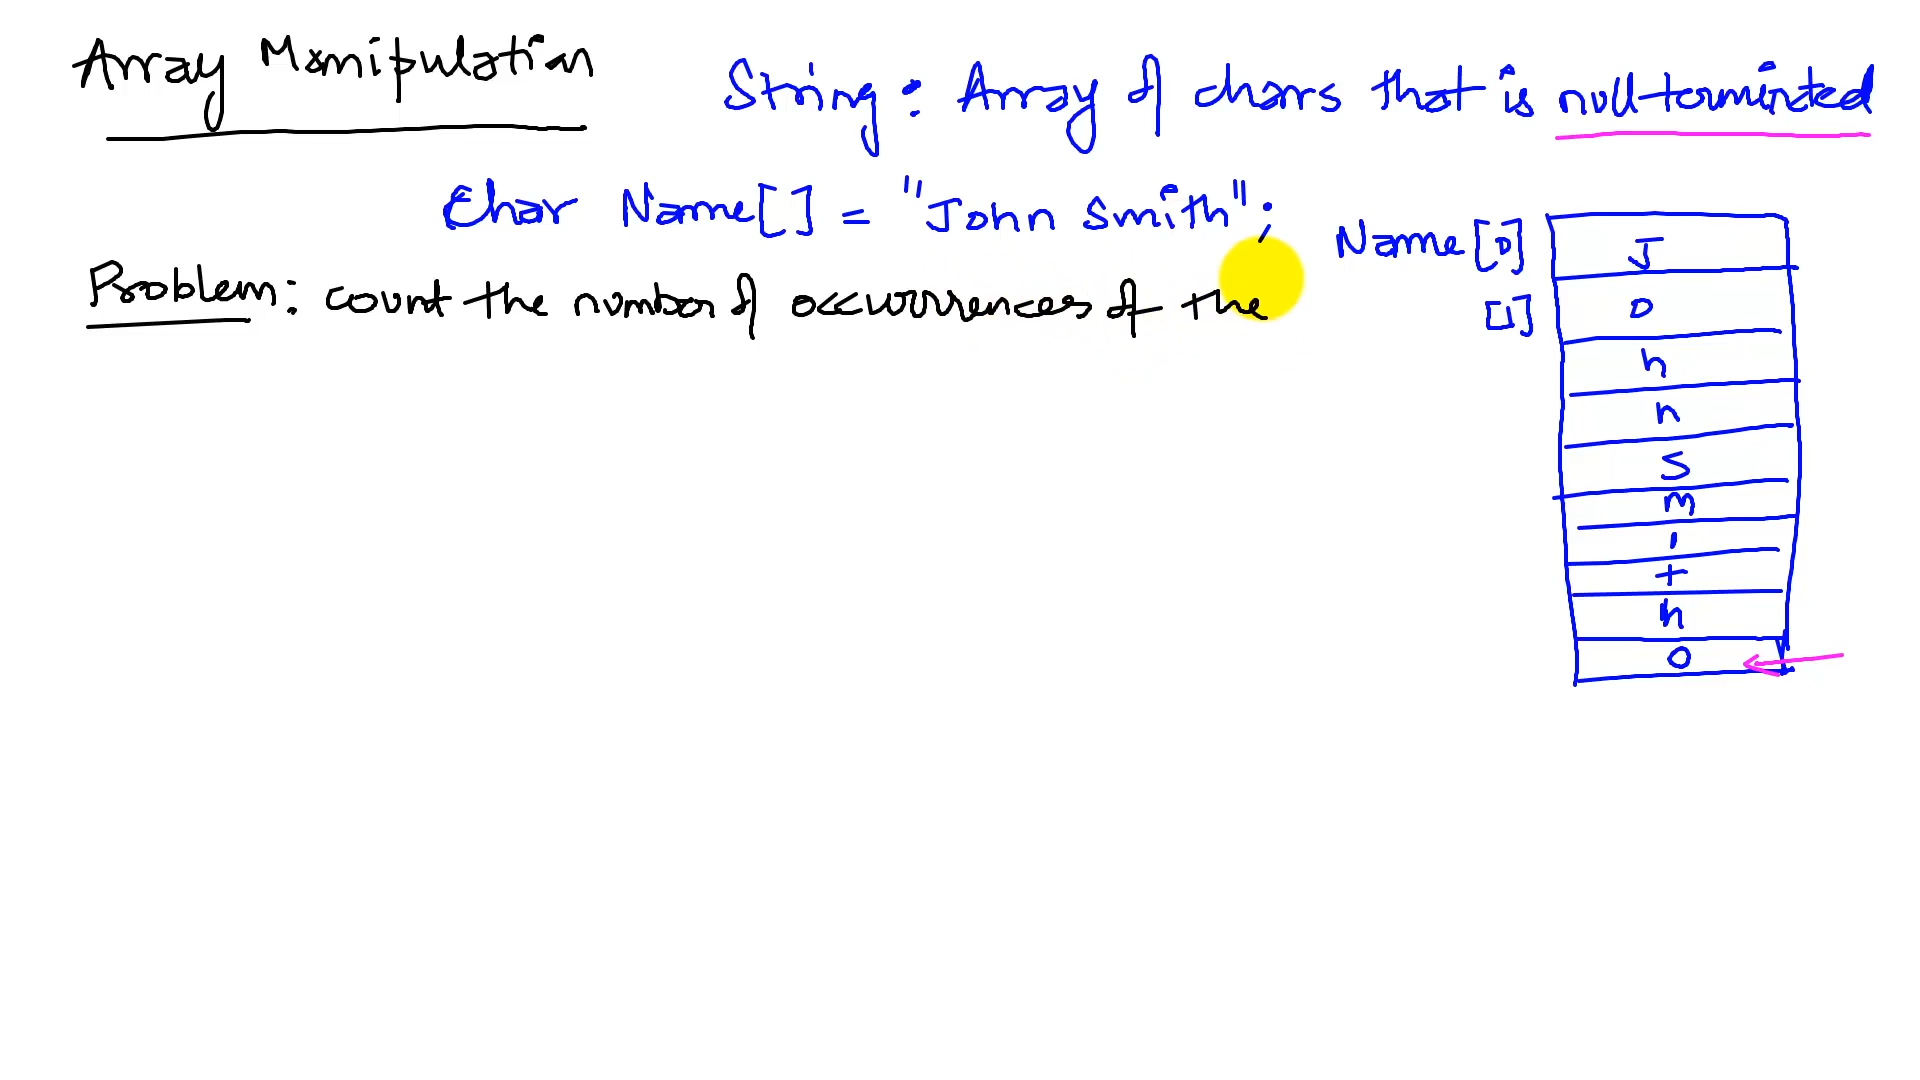 Array Manipulation
String: Array of chars that is null-terminated
Char Name[] = "John Smith";
Problem: count the number of occurrences of the
Name[0] J
[1] o
h
n
S
m
i
t
h
0